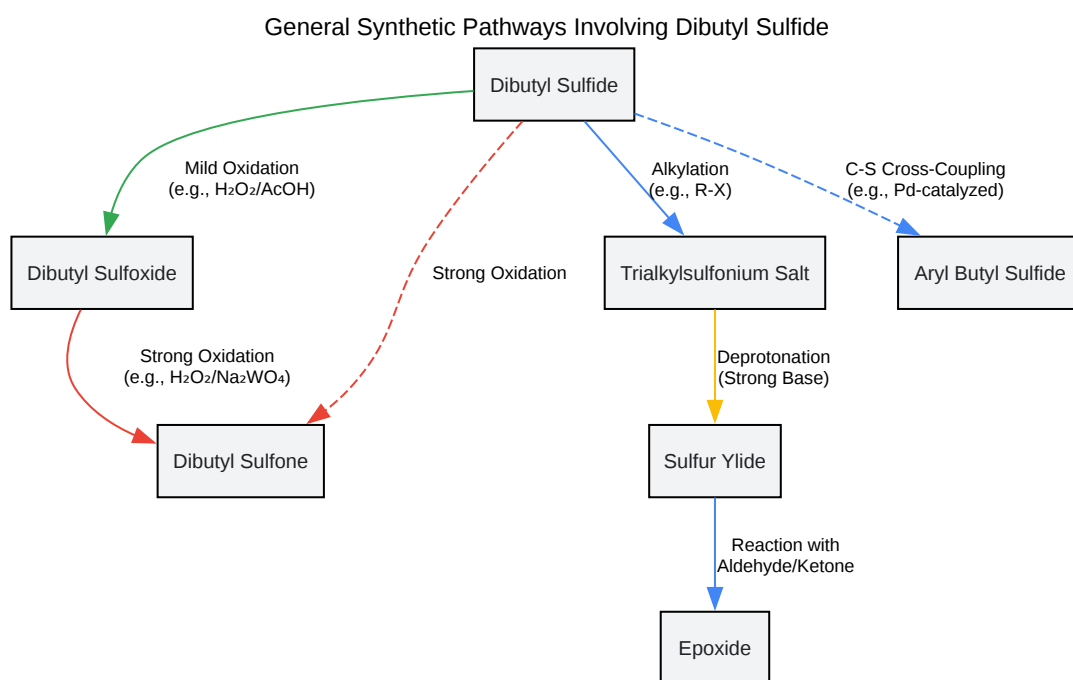 General Synthetic Pathways Involving Dibutyl Sulfide
Dibutyl Sulfide
Mild Oxidation
(e.g., H₂O₂/AcOH)
Alkylation
(e.g., R-X)
C-S Cross-Coupling
(e.g., Pd-catalyzed)
Dibutyl Sulfoxide
Strong Oxidation
Trialkylsulfonium Salt
Aryl Butyl Sulfide
Strong Oxidation
(e.g., H₂O₂/Na₂WO₄)
Deprotonation
(Strong Base)
Dibutyl Sulfone
Sulfur Ylide
Reaction with
Aldehyde/Ketone
Epoxide